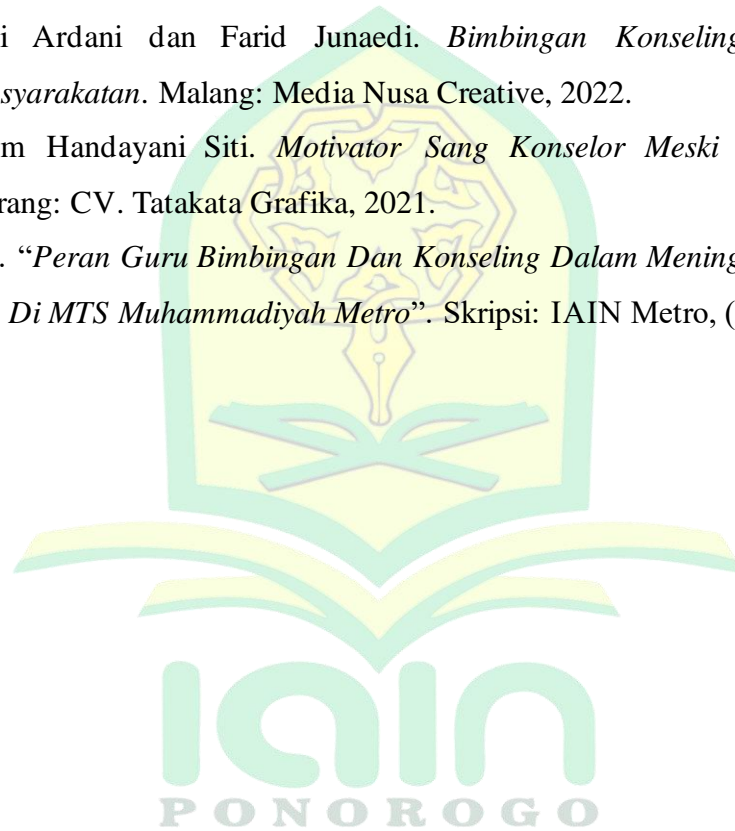 i Ardani dan Farid Junaedi. Bimbingan Konseling
syarakatan. Malang: Media Nusa Creative, 2022.
m Handayani Siti. Motivator Sang Konselor Meski
rang: CV. Tatakata Grafika, 2021.
. “Peran Guru Bimbingan Dan Konseling Dalam Mening
Di MTS Muhammadiyah Metro”. Skripsi: IAIN Metro, (
iain
PONOROGO